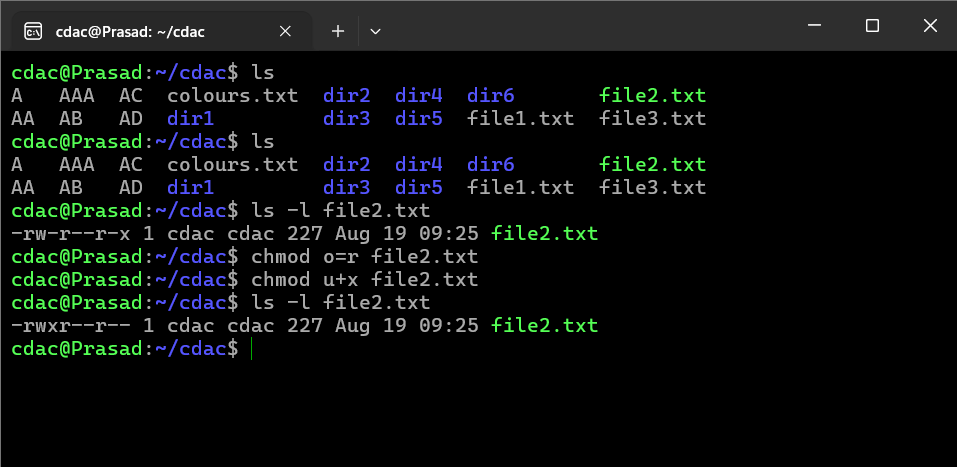 cdac@Prasad: ~/cdac
cdac@Prasad:~/cdac$ ls
A   AAA  AC  colours.txt  dir2  dir4  dir6       file2.txt
AA  AB   AD  dir1         dir3  dir5  file1.txt  file3.txt
cdac@Prasad:~/cdac$ ls
A   AAA  AC  colours.txt  dir2  dir4  dir6       file2.txt
AA  AB   AD  dir1         dir3  dir5  file1.txt  file3.txt
cdac@Prasad:~/cdac$ ls -l file2.txt
-rw-r--r-x 1 cdac cdac 227 Aug 19 09:25 file2.txt
cdac@Prasad:~/cdac$ chmod o=r file2.txt
cdac@Prasad:~/cdac$ chmod u+x file2.txt
cdac@Prasad:~/cdac$ ls -l file2.txt
-rwxr--r-- 1 cdac cdac 227 Aug 19 09:25 file2.txt
cdac@Prasad:~/cdac$